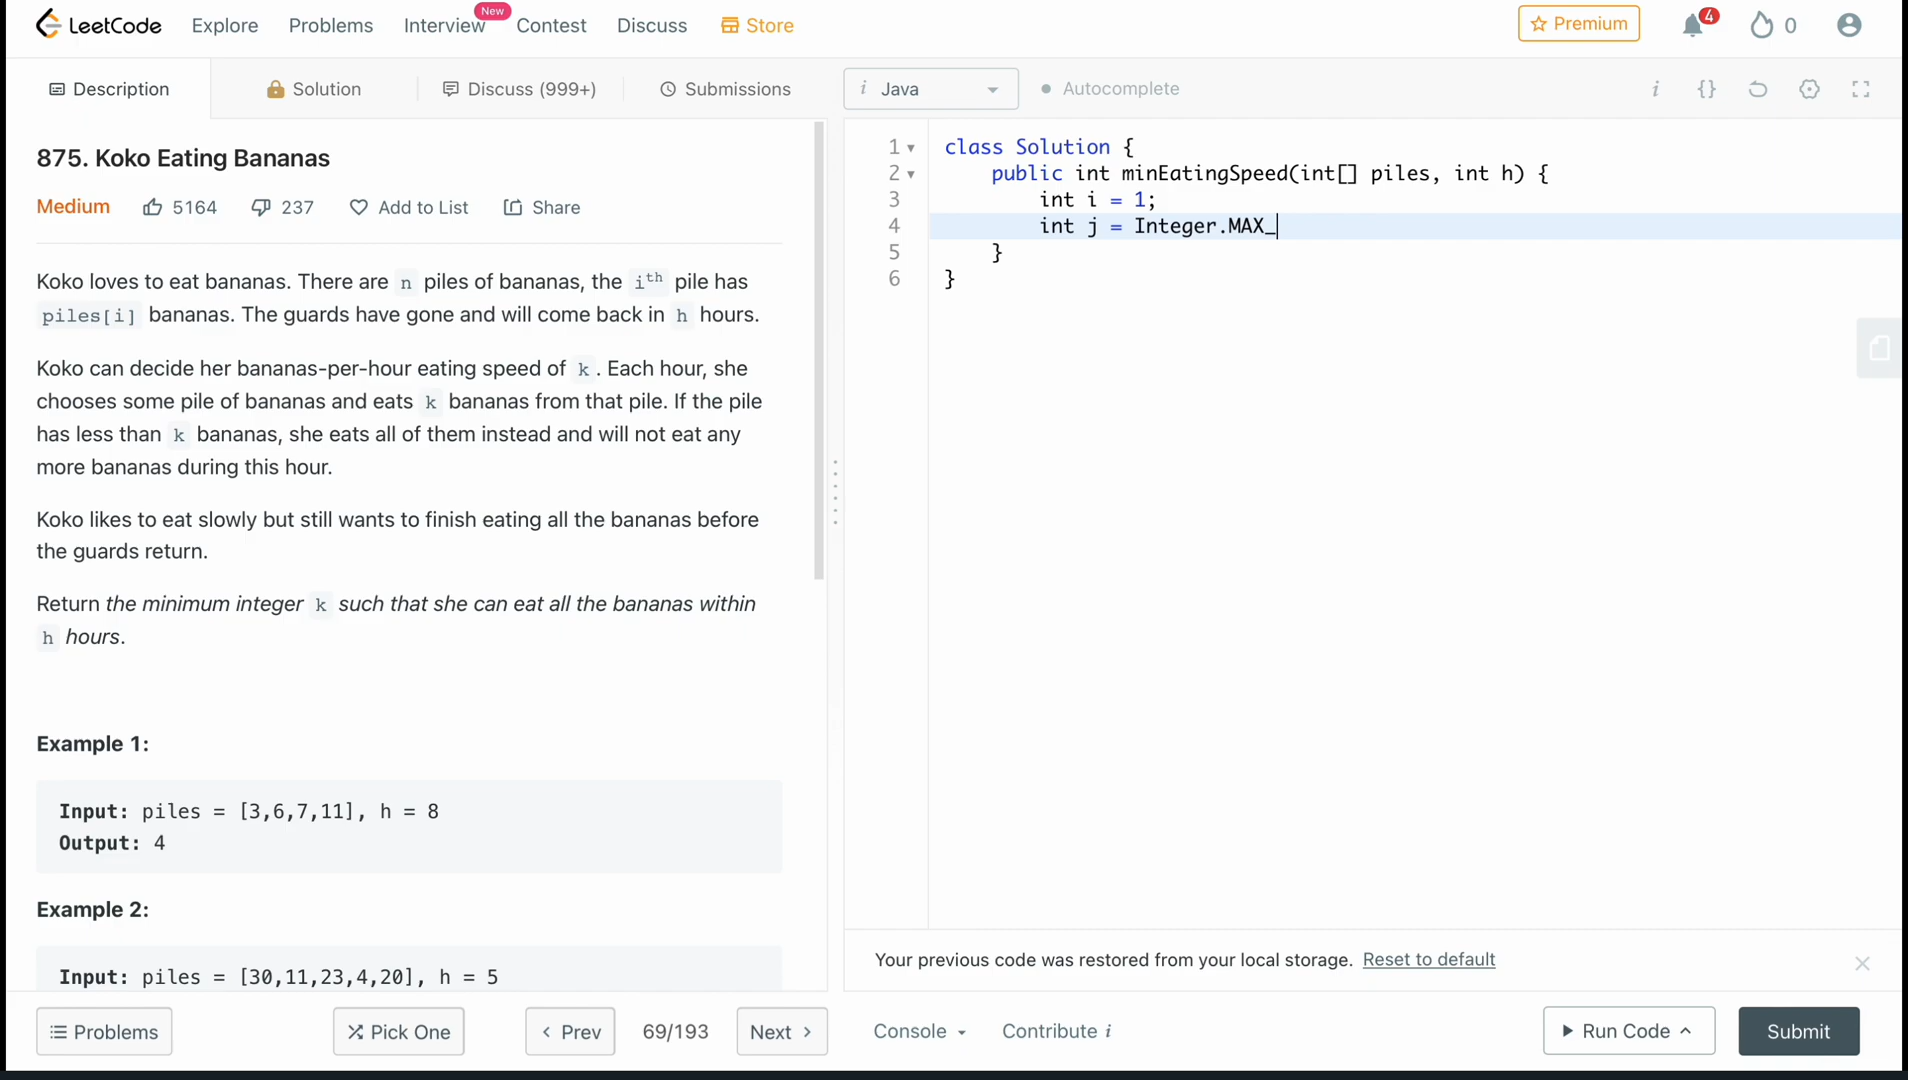 LeetCode Explore Problems Interview New Contest Discuss Store Premium 4 0
Description Solution Discuss (999+) Submissions i Java Autocomplete i {}
875. Koko Eating Bananas
Medium 5164 237 Add to List Share
Koko loves to eat bananas. There are n piles of bananas, the ith pile has
piles[i] bananas. The guards have gone and will come back in h hours.
Koko can decide her bananas-per-hour eating speed of k. Each hour, she
chooses some pile of bananas and eats k bananas from that pile. If the pile
has less than k bananas, she eats all of them instead and will not eat any
more bananas during this hour.
Koko likes to eat slowly but still wants to finish eating all the bananas before
the guards return.
Return the minimum integer k such that she can eat all the bananas within
h hours.
Example 1:
Input: piles = [3,6,7,11], h = 8
Output: 4
Example 2:
Input: piles = [30,11,23,4,20], h = 5
1 class Solution {
2 public int minEatingSpeed(int[] piles, int h) {
3 int i = 1;
4 int j = Integer.MAX_
5 }
6 }
Your previous code was restored from your local storage. Reset to default
Problems Pick One Prev 69/193 Next Console Contribute i Run Code Submit